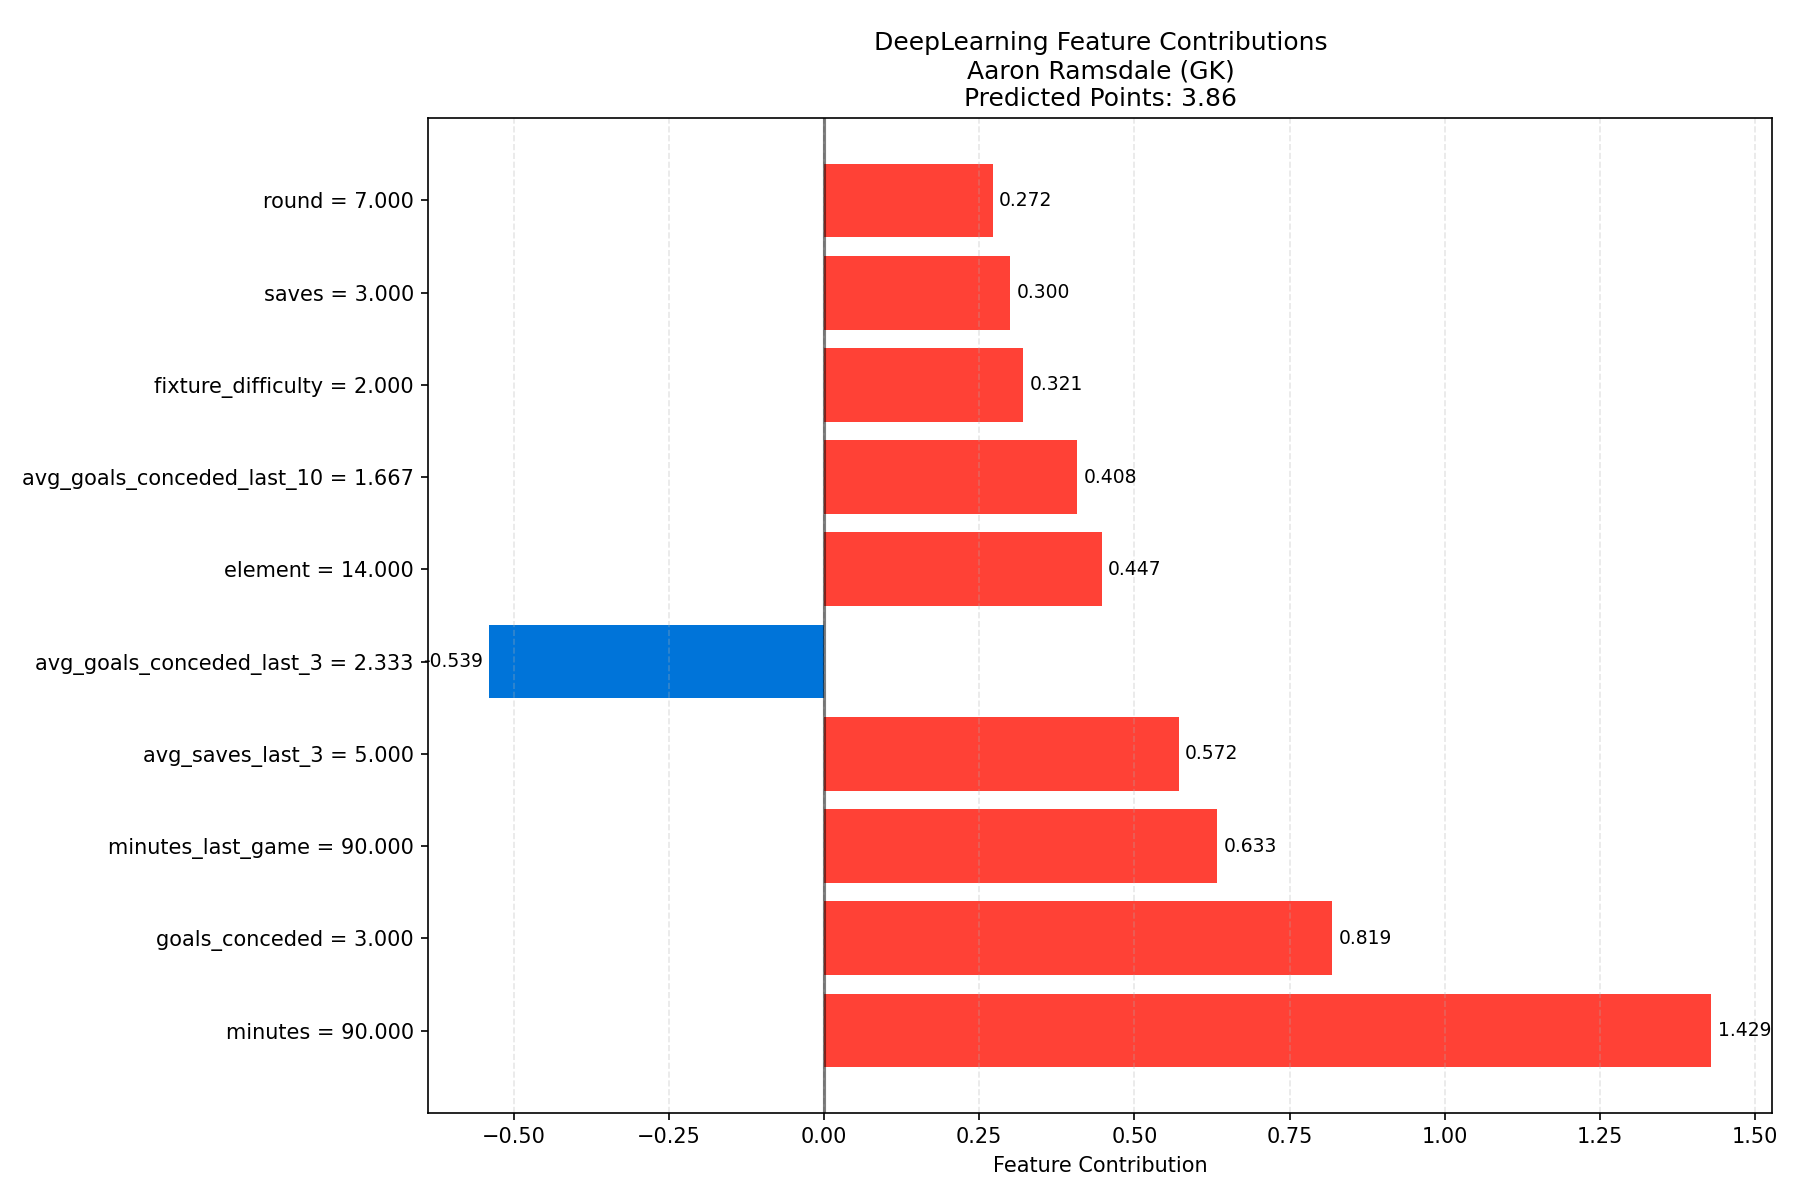 DeepLearning Feature Contributions
Aaron Ramsdale (GK)
Predicted Points: 3.86
round = 7.000 0.272
saves = 3.000 0.300
fixture_difficulty = 2.000 0.321
avg_goals_conceded_last_10 = 1.667 0.408
element = 14.000 0.447
avg_goals_conceded_last_3 = 2.333 -0.539
avg_saves_last_3 = 5.000 0.572
minutes_last_game = 90.000 0.633
goals_conceded = 3.000 0.819
minutes = 90.000 1.429
−0.50 −0.25 0.00 0.25 0.50 0.75 1.00 1.25 1.50
Feature Contribution